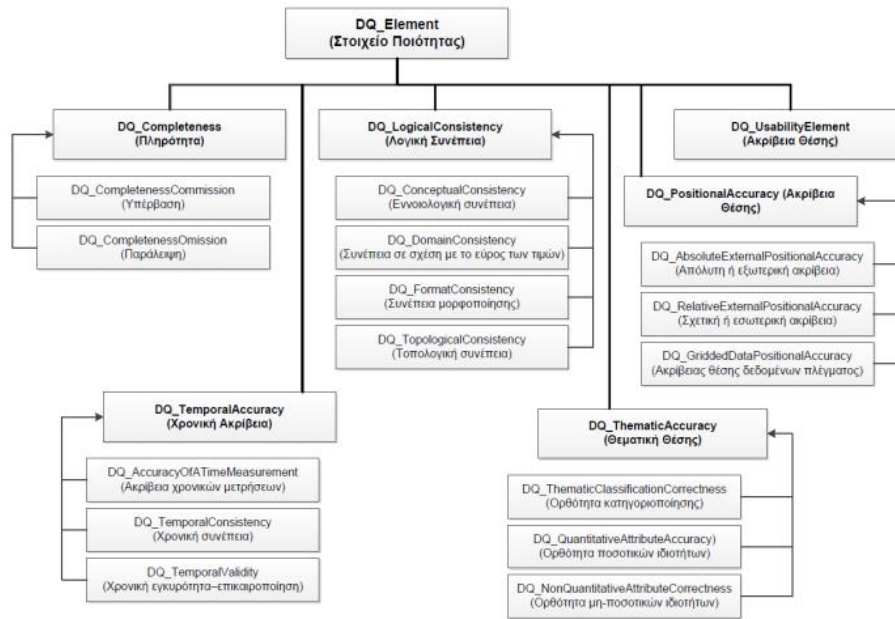 DQ_Element
(Στοιχείο Ποιότητας)
DQ_Completeness
(Πληρότητα)
DQ_CompletenessCommission
(Υπέρβαση)
DQ_CompletenessOmission
(Παράλειψη)
DQ_LogicalConsistency
(Λογική Συνέπεια)
DQ_ConceptualConsistency
(Εννοιολογική συνέπεια)
DQ_DomainConsistency
(Συνέπεια σε σχέση με το εύρος των τιμών)
DQ_FormatConsistency
(Συνέπεια μορφοποίησης)
DQ_TopologicalConsistency
(Τοπολογική συνέπεια)
DQ_UsabilityElement
(Ακρίβεια Θέσης)
DQ_PositionalAccuracy (Ακρίβεια
Θέσης)
DQ_AbsoluteExternalPositionalAccuracy
(Απόλυτη ή εξωτερική ακρίβεια)
DQ_RelativeExternalPositionalAccuracy
(Σχετική ή εσωτερική ακρίβεια)
DQ_GriddedDataPositionalAccuracy
(Ακρίβειας θέσης δεδομένων πλέγματος)
DQ_TemporalAccuracy
(Χρονική Ακρίβεια)
DQ_AccuracyOfATimeMeasurement
(Ακρίβεια χρονικών μετρήσεων)
DQ_TemporalConsistency
(Χρονική συνέπεια)
DQ_TemporalValidity
(Χρονική εγκυρότητα–επικαιροποίηση)
DQ_ThematicAccuracy
(Θεματική Θέσης)
DQ_ThematicClassificationCorrectness
(Ορθότητα κατηγοριοποίησης)
DQ_QuantitativeAttributeAccuracy)
(Ορθότητα ποσοτικών ιδιοτήτων)
DQ_NonQuantitativeAttributeCorrectness
(Ορθότητα μη-ποσοτικών ιδιοτήτων)